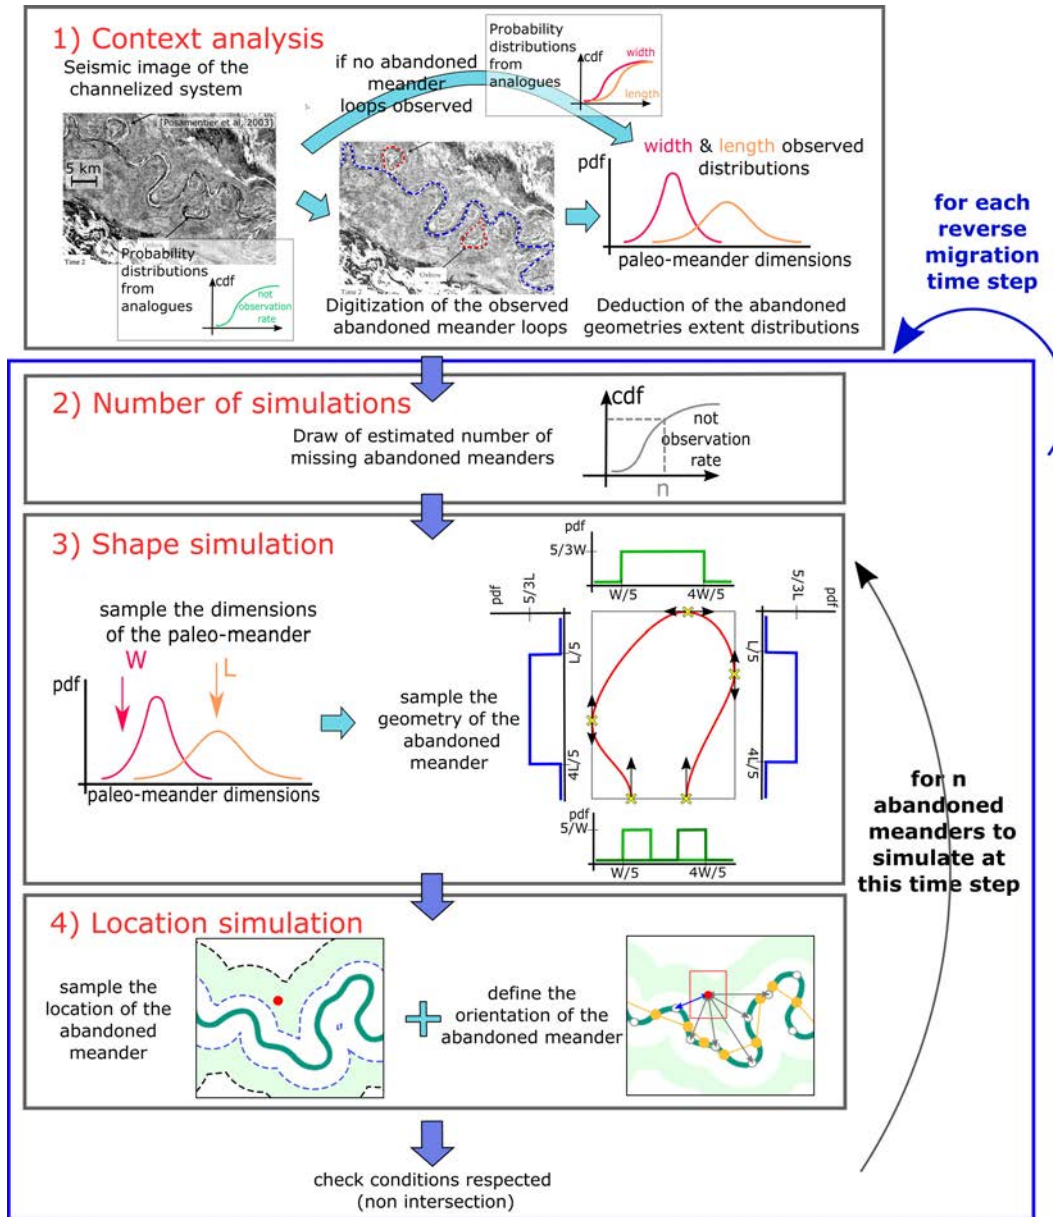 1) Context analysis
Seismic image of the
channelized system
if no abandoned
meander
loops observed
Probability
distributions
from
analogues
cdf
width
length
[Posamentier et al, 2003]
5 km
Time 2
Probability
distributions
from
analogues
cdf
not
observation
rate
Oxbow
Time 2
Digitization of the observed
abandoned meander loops
width & length observed
distributions
pdf
paleo-meander dimensions
Deduction of the abandoned
geometries extent distributions
for each
reverse
migration
time step
2) Number of simulations
Draw of estimated number of
missing abandoned meanders
cdf
not
observation
rate
n
3) Shape simulation
sample the dimensions
of the paleo-meander
W
L
pdf
paleo-meander dimensions
sample the
geometry of the
abandoned
meander
pdf
5/3W
W/5
4W/5
pdf
5/3L
L/5
4L/5
5/3L
pdf
L/5
4L/5
pdf
5/W
W/5
4W/5
for n
abandoned
meanders to
simulate at
this time step
4) Location simulation
sample the
location of the
abandoned
meander
+
define the
orientation of the
abandoned meander
check conditions respected
(non intersection)